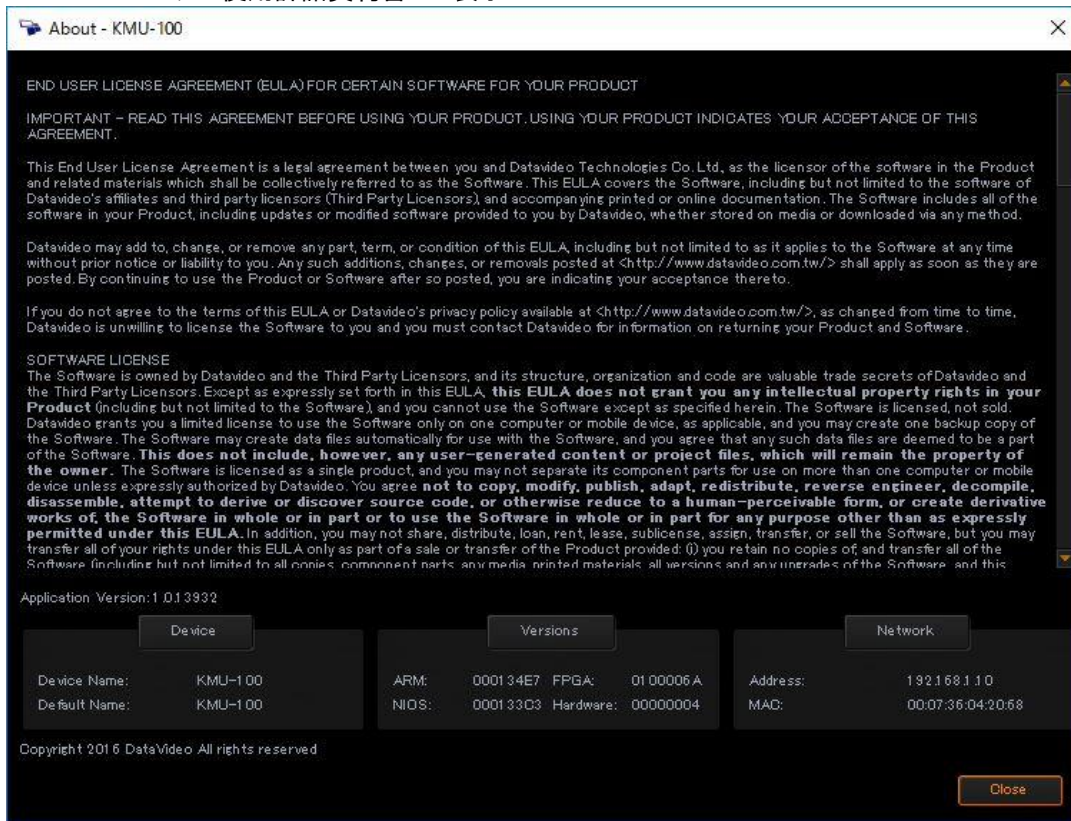 About - KMU-100
END USER LICENSE AGREEMENT (EULA) FOR CERTAIN SOFTWARE FOR YOUR PRODUCT
IMPORTANT - READ THIS AGREEMENT BEFORE USING YOUR PRODUCT. USING YOUR PRODUCT INDICATES YOUR ACCEPTANCE OF THIS
AGREEMENT.
This End User License Agreement is a legal agreement between you and Datavideo Technologies Co. Ltd, as the licensor of the software in the Product
and related materials which shall be collectively referred to as the Software. This EULA covers the Software, including but not limited to the software of
Datavideo's affiliates and third party licensors (Third Party Licensors), and accompanying printed or online documentation. The Software includes all of the
software in your Product, including updates or modified software provided to you by Datavideo, whether stored on media or downloaded via any method.
Datavideo may add to, change, or remove any part, term, or condition of this EULA, including but not limited to as it applies to the Software at any time
without prior notice or liability to you. Any such additions, changes, or removals posted at <http://www.datavideo.com.tw/> shall apply as soon as they are
posted. By continuing to use the Product or Software after so posted, you are indicating your acceptance thereto.
If you do not agree to the terms of this EULA or Datavideo's privacy policy available at <http://www.datavideo.com.tw/>, as changed from time to time,
Datavideo is unwilling to license the Software to you and you must contact Datavideo for information on returning your Product and Software.
SOFTWARE LICENSE
The Software is owned by Datavideo and the Third Party Licensors, and its structure, organization and code are valuable trade secrets of Datavideo and
the Third Party Licensors. Except as expressly set forth in this EULA, this EULA does not grant you any intellectual property rights in your
Product (including but not limited to the Software), and you cannot use the Software except as specified herein. The Software is licensed, not sold.
Datavideo grants you a limited license to use the Software only on one computer or mobile device, as applicable, and you may create one backup copy of
the Software. The Software may create data files automatically for use with the Software, and you agree that any such data files are deemed to be a part
of the Software. This does not include, however, any user-generated content or project files, which will remain the property of
the owner. The Software is licensed as a single product, and you may not separate its component parts for use on more than one computer or mobile
device unless expressly authorized by Datavideo. You agree not to copy, modify, publish, adapt, redistribute, reverse engineer, decompile,
disassemble, attempt to derive or discover source code, or otherwise reduce to a human-perceivable form, or create derivative
works of, the Software in whole or in part or to use the Software in whole or in part for any purpose other than as expressly
permitted under this EULA. In addition, you may not share, distribute, loan, rent, lease, sublicense, assign, transfer, or sell the Software, but you may
transfer all of your rights under this EULA only as part of a sale or transfer of the Product provided: (i) you retain no copies of, and transfer all of the
Software (including but not limited to all copies, component parts, any media, printed materials, all versions and any upgrades of the Software, and this
Application Version:1.0.13932
Device Versions Network
Device Name: KMU-100 ARM: 000134E7 FPGA: 0100006A Address: 192.168.1.10
Default Name: KMU-100 NIOS: 000133C3 Hardware: 00000004 MAC: 00:07:36:04:20:68
Copyright 2016 DataVideo All rights reserved
Close